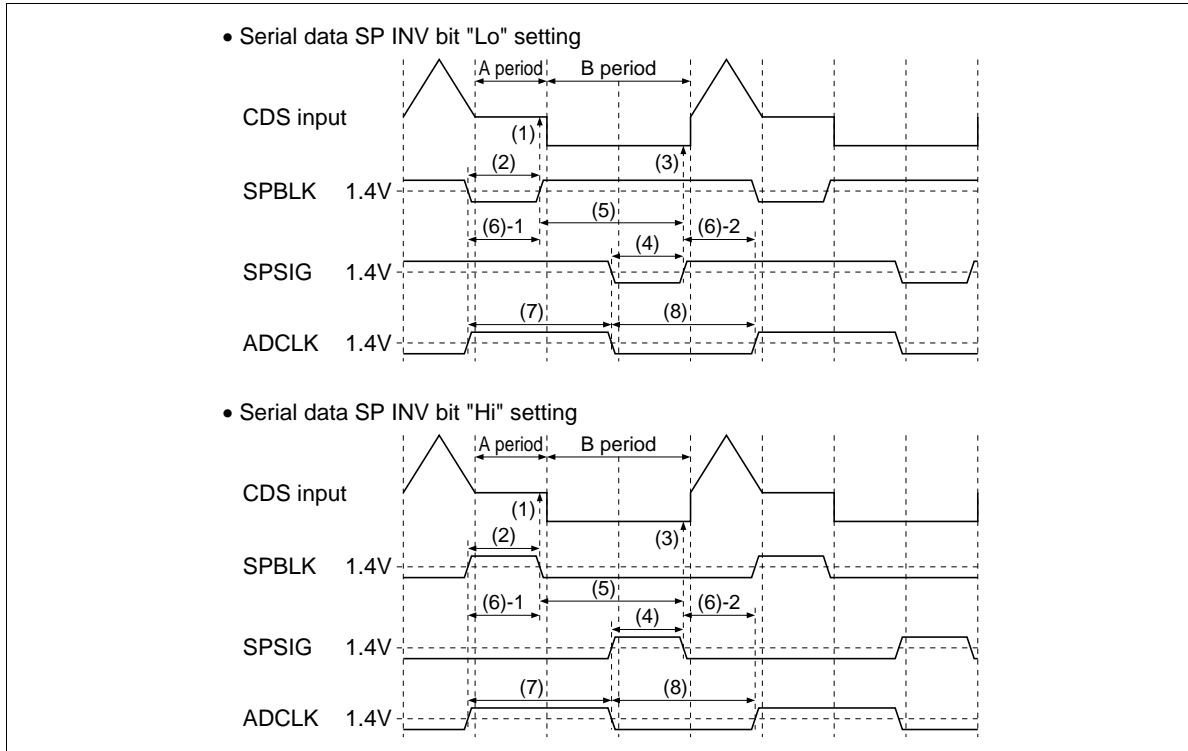 • Serial data SP INV bit "Lo" setting
A period B period
CDS input
(1)
(2) (3)
SPBLK 1.4V
(5)
(6)-1 (6)-2
(4)
SPSIG 1.4V
(7) (8)
ADCLK 1.4V
• Serial data SP INV bit "Hi" setting
A period B period
CDS input
(1)
(2) (3)
SPBLK 1.4V
(5)
(6)-1 (6)-2
(4)
SPSIG 1.4V
(7) (8)
ADCLK 1.4V